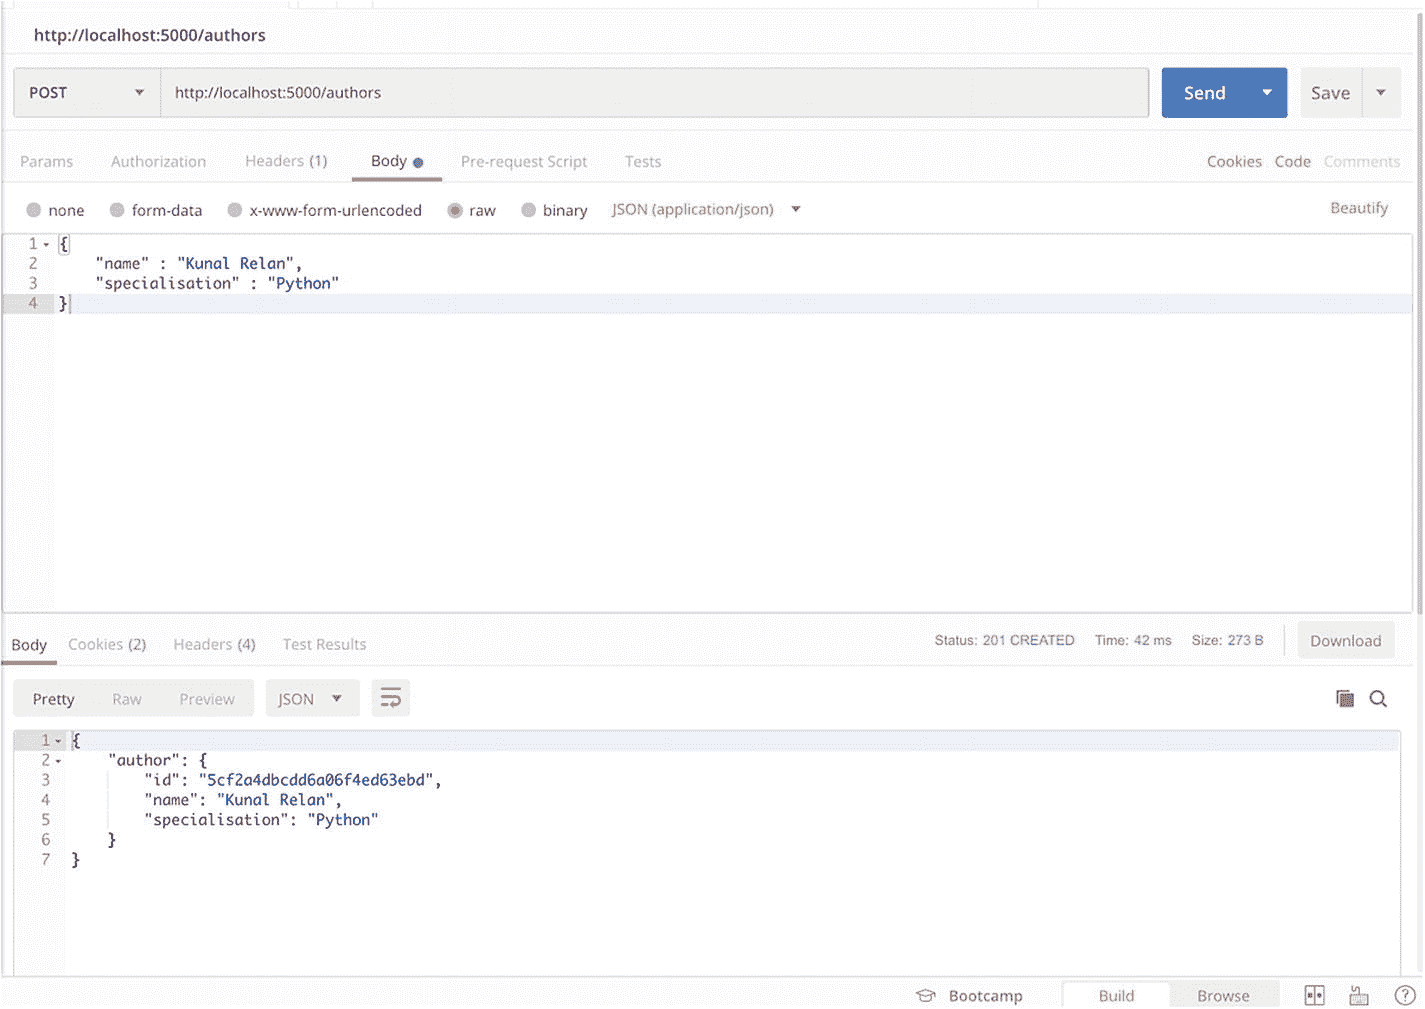 http://localhost:5000/authors
POST http://localhost:5000/authors Send Save
Params Authorization Headers (1) Body Pre-request Script Tests Cookies Code Comments
none form-data x-www-form-urlencoded raw binary JSON (application/json) Beautify
1 {
2 "name" : "Kunal Relan",
3 "specialisation" : "Python"
4 }
Body Cookies (2) Headers (4) Test Results Status: 201 CREATED Time: 42 ms Size: 273 B Download
Pretty Raw Preview JSON
1 {
2 "author": {
3 "id": "5cf2a4dbcdd6a06f4ed63ebd",
4 "name": "Kunal Relan",
5 "specialisation": "Python"
6 }
7 }
Bootcamp Build Browse ?